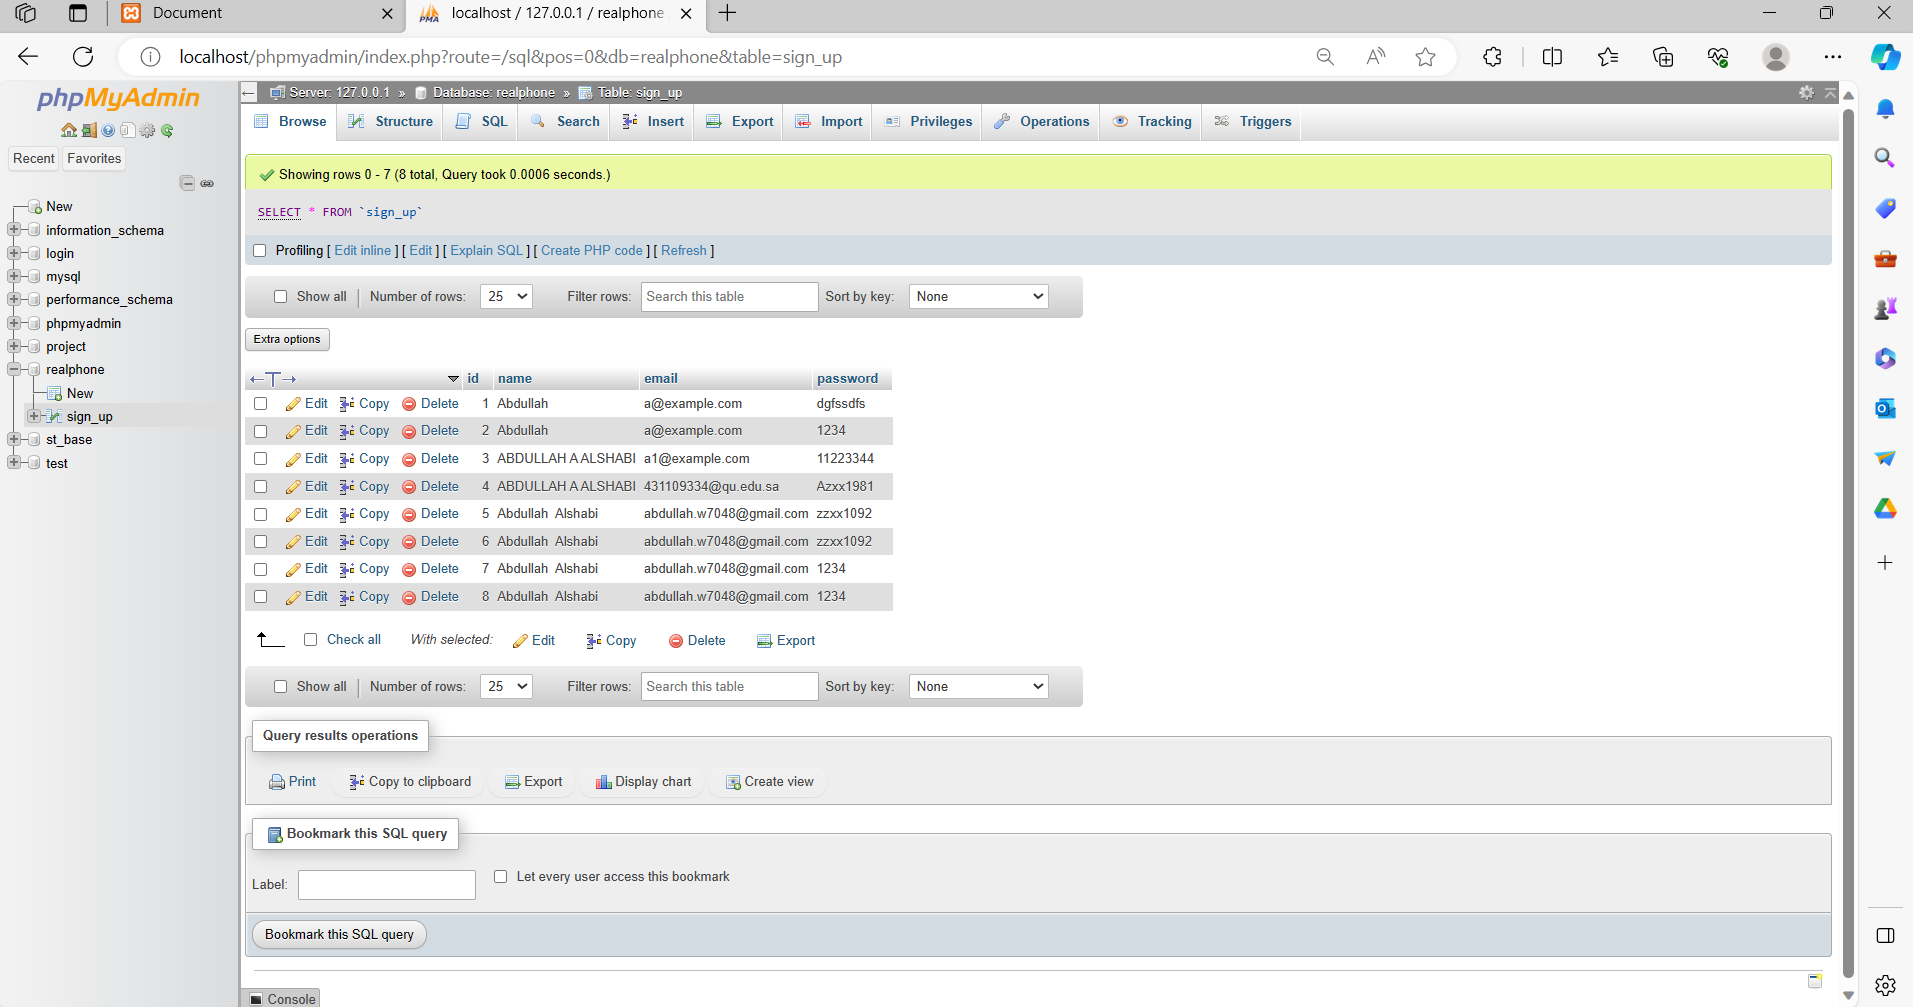 Document
localhost / 127.0.0.1 / realphone
localhost/phpmyadmin/index.php?route=/sql&pos=0&db=realphone&table=sign_up
phpMyAdmin
Recent Favorites
New
information_schema
login
mysql
performance_schema
phpmyadmin
project
realphone
New
sign_up
st_base
test
Server: 127.0.0.1 » Database: realphone » Table: sign_up
Browse Structure SQL Search Insert Export Import Privileges Operations Tracking Triggers
Showing rows 0 - 7 (8 total, Query took 0.0006 seconds.)
SELECT * FROM `sign_up`
Profiling [ Edit inline ] [ Edit ] [ Explain SQL ] [ Create PHP code ] [ Refresh ]
Show all Number of rows: 25 Filter rows: Search this table Sort by key: None
Extra options
←T→ id name email password
Edit Copy Delete 1 Abdullah a@example.com dgfssdfs
Edit Copy Delete 2 Abdullah a@example.com 1234
Edit Copy Delete 3 ABDULLAH A ALSHABI a1@example.com 11223344
Edit Copy Delete 4 ABDULLAH A ALSHABI 431109334@qu.edu.sa Azxx1981
Edit Copy Delete 5 Abdullah Alshabi abdullah.w7048@gmail.com zzxx1092
Edit Copy Delete 6 Abdullah Alshabi abdullah.w7048@gmail.com zzxx1092
Edit Copy Delete 7 Abdullah Alshabi abdullah.w7048@gmail.com 1234
Edit Copy Delete 8 Abdullah Alshabi abdullah.w7048@gmail.com 1234
Check all With selected: Edit Copy Delete Export
Show all Number of rows: 25 Filter rows: Search this table Sort by key: None
Query results operations
Print Copy to clipboard Export Display chart Create view
Bookmark this SQL query
Label: Let every user access this bookmark
Bookmark this SQL query
Console